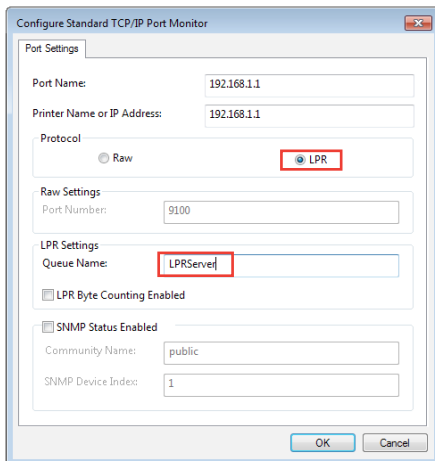 Configure Standard TCP/IP Port Monitor
Port Settings
Port Name: 192.168.1.1
Printer Name or IP Address: 192.168.1.1
Protocol
Raw LPR
Raw Settings
Port Number: 9100
LPR Settings
Queue Name: LPRServer
LPR Byte Counting Enabled
SNMP Status Enabled
Community Name: public
SNMP Device Index: 1
OK Cancel